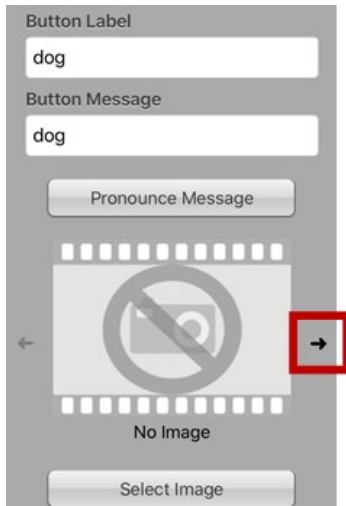 Button Label
dog
Button Message
dog
Pronounce Message
No Image
Select Image